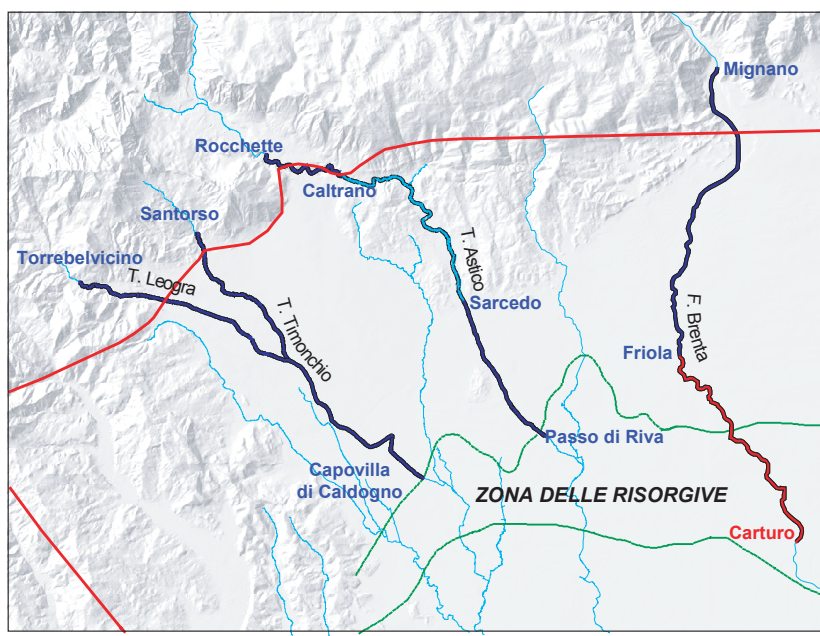 Mignano
Rocchette
Caltrano
Santorso
Torrebelvicino
T. Leogra
T. Timonchio
T. Astico
Sarcedo
F. Brenta
Friola
Passo di Riva
Capovilla
di Caldogno
ZONA DELLE RISORGIVE
Carturo